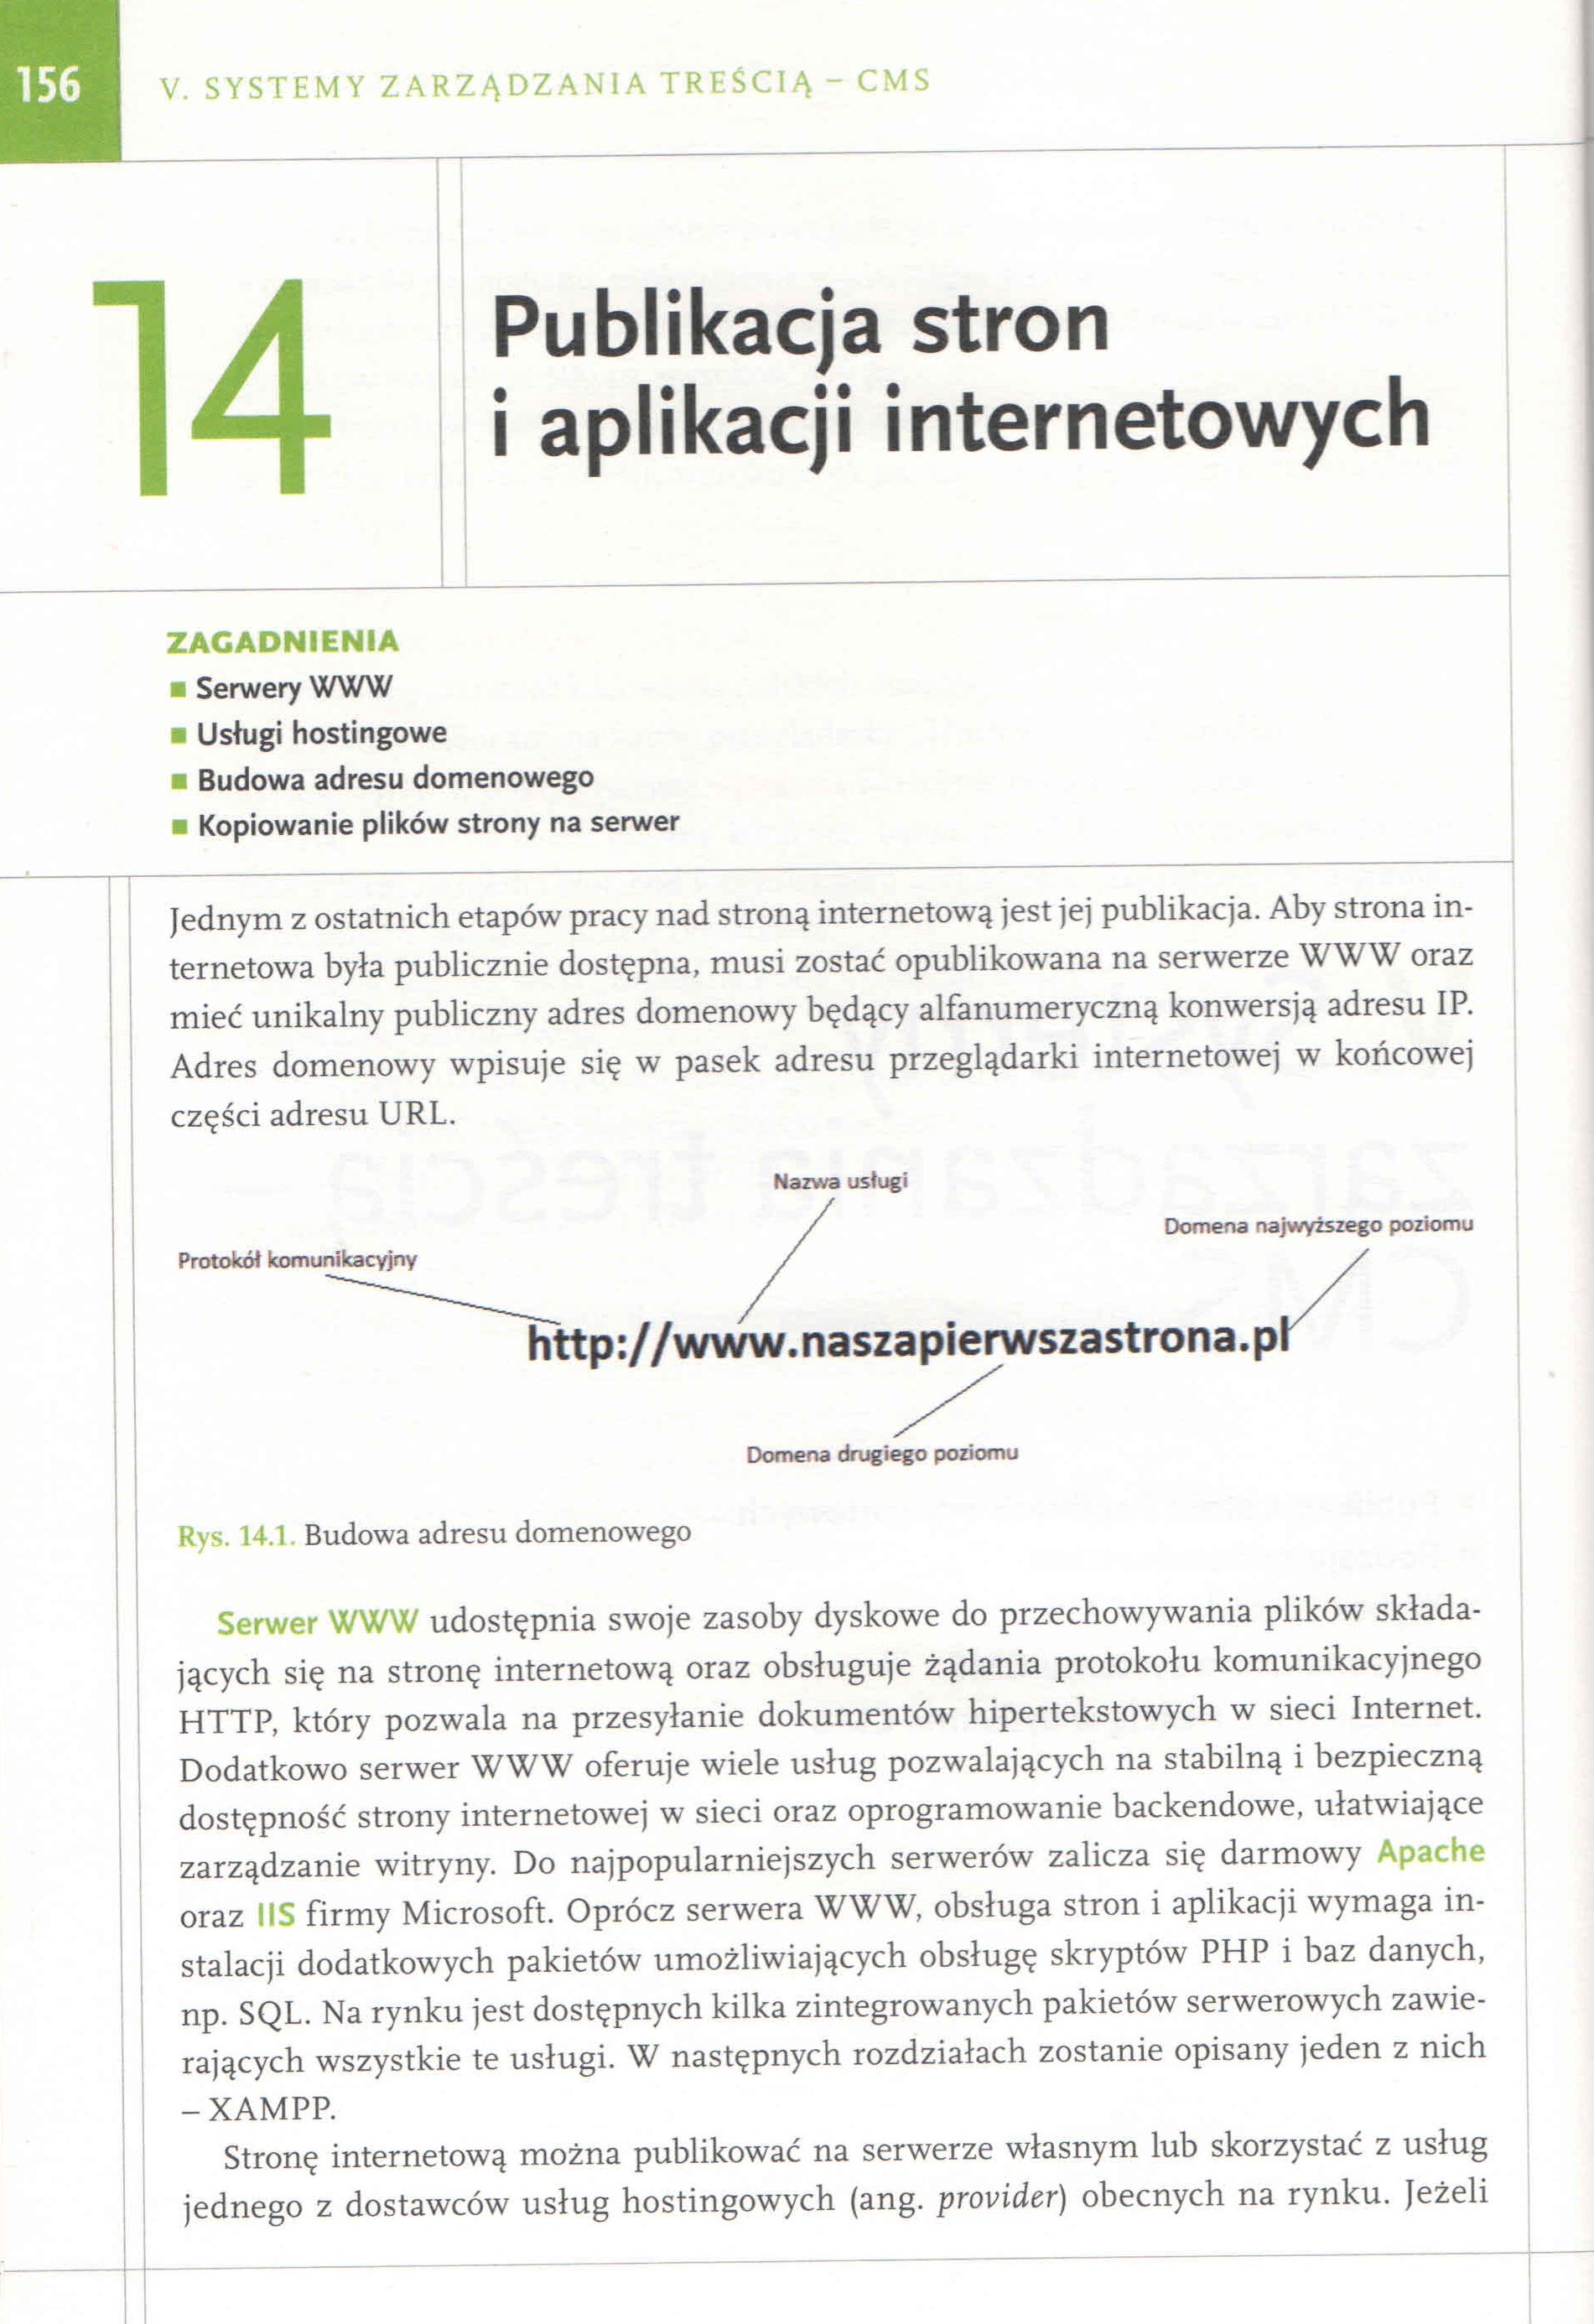 156
V. SYSTEMY ZARZĄDZANIA TREŚCIĄ – CMS
14
Publikacja stron
i aplikacji internetowych
ZAGADNIENIA
■ Serwery WWW
■ Usługi hostingowe
■ Budowa adresu domenowego
■ Kopiowanie plików strony na serwer
Jednym z ostatnich etapów pracy nad stroną internetową jest jej publikacja. Aby strona in-
ternetowa była publicznie dostępna, musi zostać opublikowana na serwerze WWW oraz
mieć unikalny publiczny adres domenowy będący alfanumeryczną konwersją adresu IP.
Adres domenowy wpisuje się w pasek adresu przeglądarki internetowej w końcowej
części adresu URL.
Nazwa usługi
Domena najwyższego poziomu
Protokół komunikacyjny
http://www.naszapierwszastrona.pl
Domena drugiego poziomu
Rys. 14.1. Budowa adresu domenowego
Serwer WWW udostępnia swoje zasoby dyskowe do przechowywania plików składa-
jących się na stronę internetową oraz obsługuje żądania protokołu komunikacyjnego
HTTP, który pozwala na przesyłanie dokumentów hipertekstowych w sieci Internet.
Dodatkowo serwer WWW oferuje wiele usług pozwalających na stabilną i bezpieczną
dostępność strony internetowej w sieci oraz oprogramowanie backendowe, ułatwiające
zarządzanie witryny. Do najpopularniejszych serwerów zalicza się darmowy Apache
oraz IIS firmy Microsoft. Oprócz serwera WWW, obsługa stron i aplikacji wymaga in-
stalacji dodatkowych pakietów umożliwiających obsługę skryptów PHP i baz danych,
np. SQL. Na rynku jest dostępnych kilka zintegrowanych pakietów serwerowych zawie-
rających wszystkie te usługi. W następnych rozdziałach zostanie opisany jeden z nich
– XAMPP.
Stronę internetową można publikować na serwerze własnym lub skorzystać z usług
jednego z dostawców usług hostingowych (ang. provider) obecnych na rynku. Jeżeli